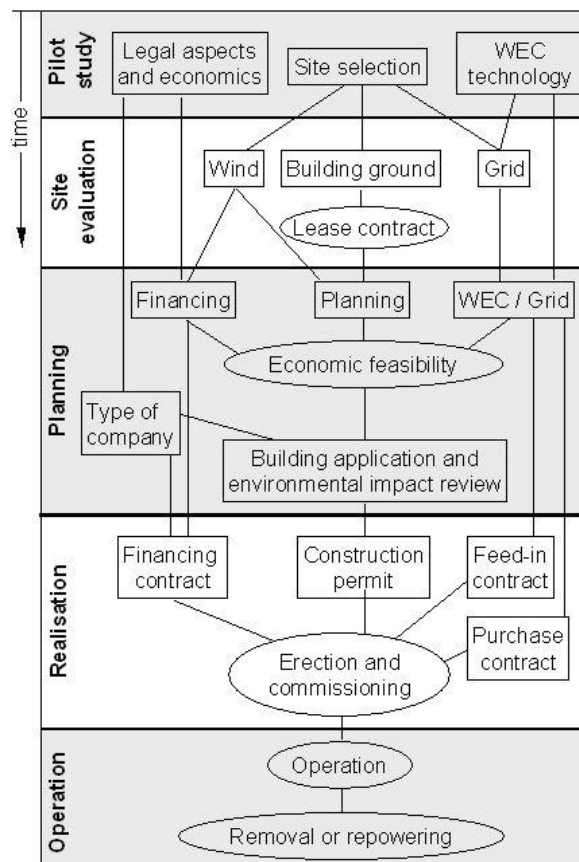 time
Pilot
study
Legal aspects
and economics
Site selection
WEC
technology
Site
evaluation
Wind
Building ground
Grid
Lease contract
Planning
Financing
Planning
WEC / Grid
Economic feasibility
Type of
company
Building application and
environmental impact review
Realisation
Financing
contract
Construction
permit
Feed-in
contract
Purchase
contract
Erection and
commissioning
Operation
Operation
Removal or repowering